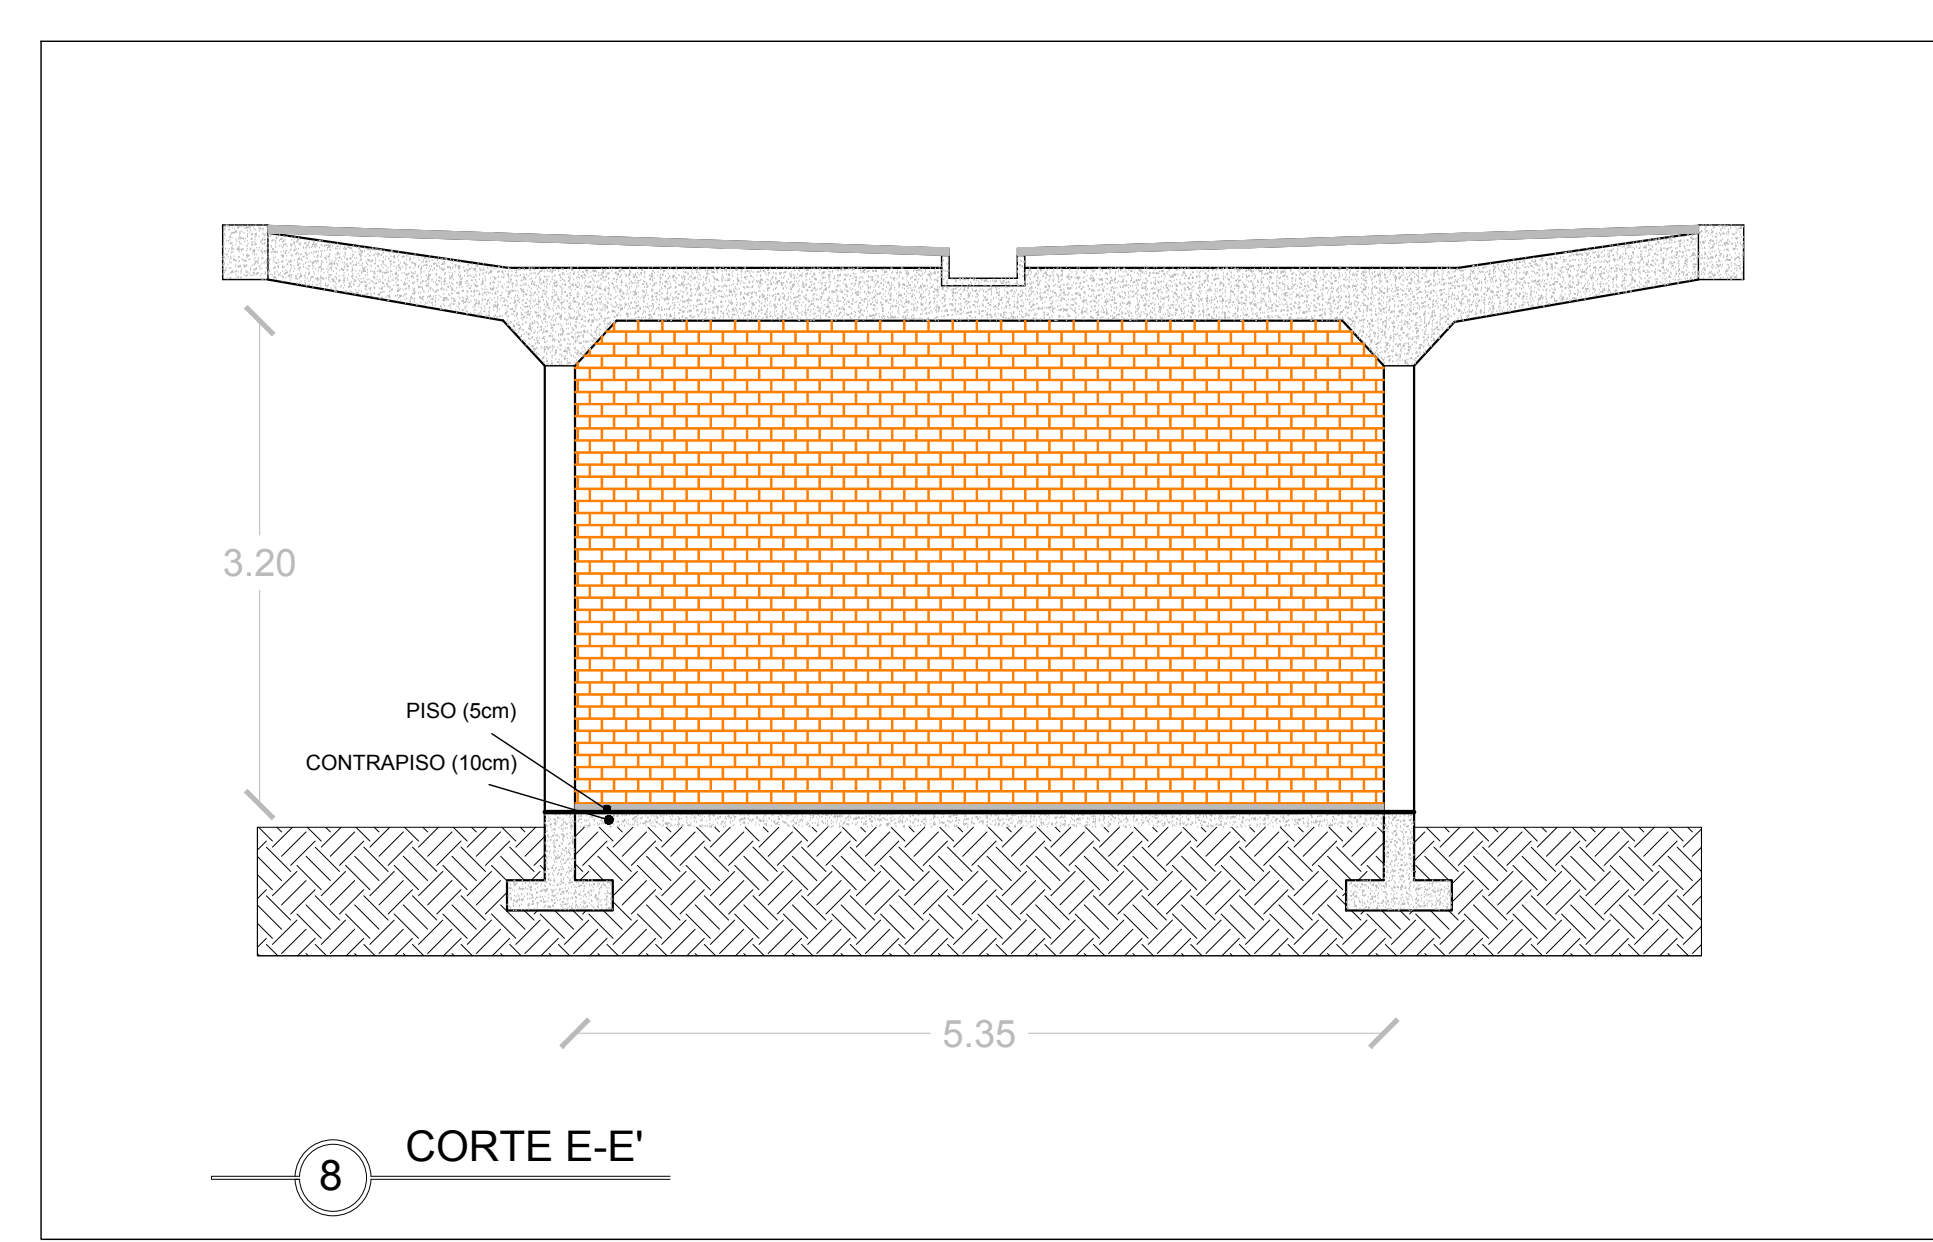 3.20
PISO (5cm)
CONTRAPISO (10cm)
5.35
CORTE E-E'
8